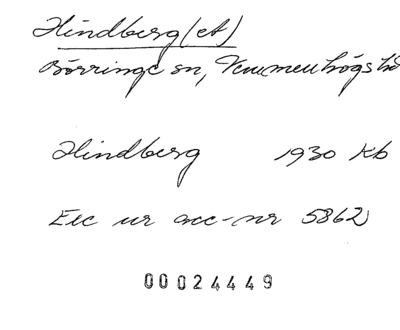 Hindberg (et)
Börringe sn, Vemmenhögs hd
Hindberg 1930 Kb
Exc ur acc-nr 5862
00024449